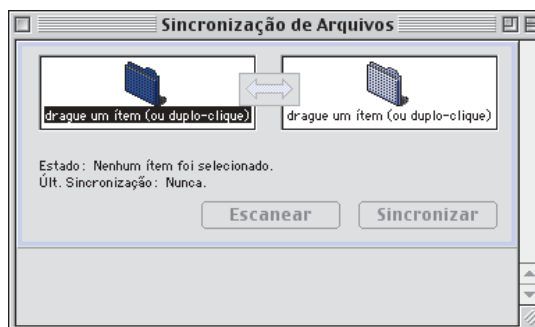 Sincronização de Arquivos
drague um ítem (ou duplo-clique)
drague um ítem (ou duplo-clique)
Estado: Nenhum ítem foi selecionado.
Últ. Sincronização: Nunca.
Escanear
Sincronizar